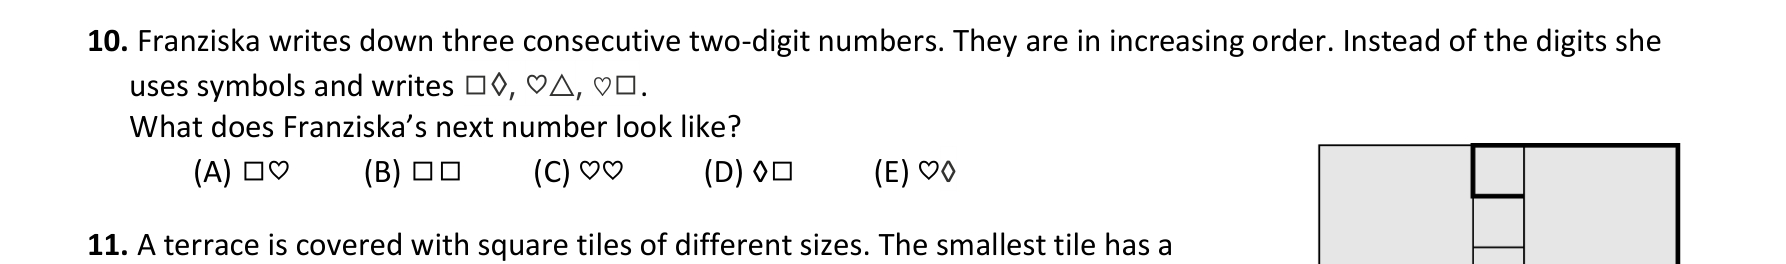 10. Franziska writes down three consecutive two-digit numbers. They are in increasing order. Instead of the digits she
uses symbols and writes □◊, ♡△, ♡□.
What does Franziska’s next number look like?
(A) □♡ (B) □□ (C) ♡♡ (D) ◊□ (E) ♡◊
11. A terrace is covered with square tiles of different sizes. The smallest tile has a